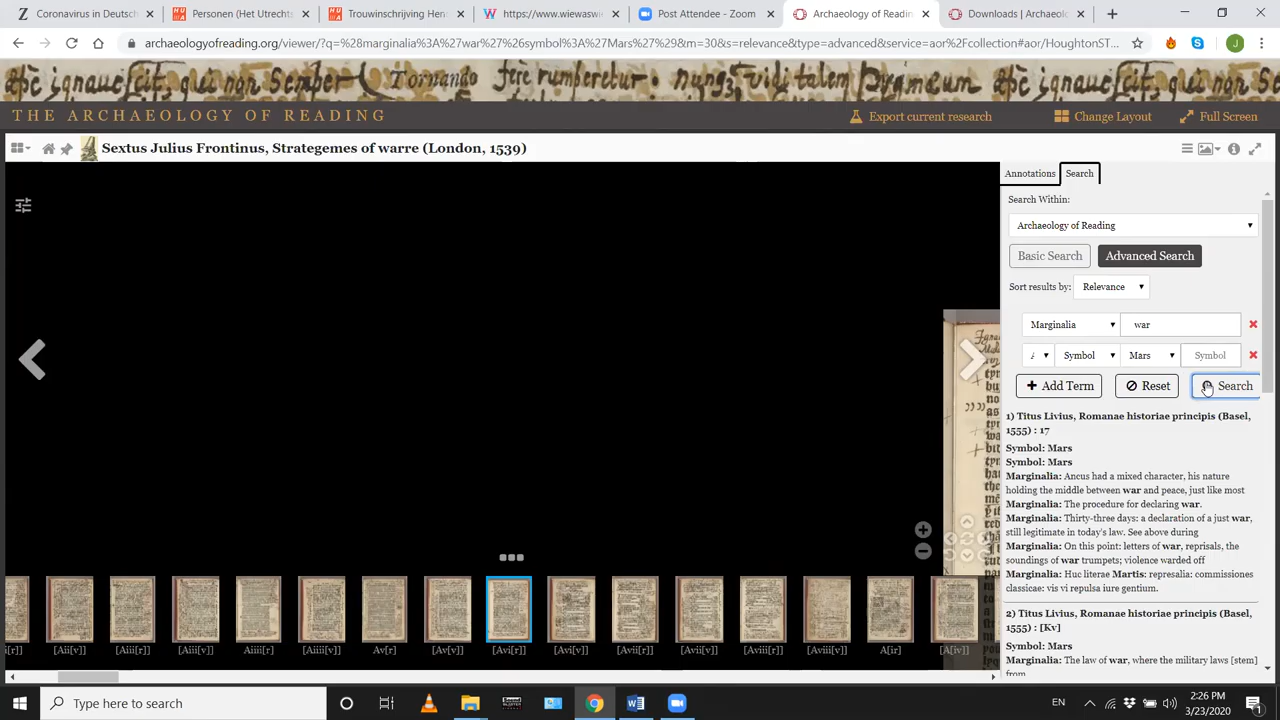 Coronavirus in Deutsch
Personen (Het Utrechts
Trouwinschrijving Hens
https://www.wiewaswie
Post Attendee - Zoom
Archaeology of Readin
Downloads | Archaeolo
archaeologyofreading.org/viewer/?q=%28marginalia%3A%27war%27%26symbol%3A%27Mars%27%29&m=30&s=relevance&type=advanced&service=aor%2Fcollection#aor/HoughtonST...
J
THE ARCHAEOLOGY OF READING
Export current research
Change Layout
Full Screen
Sextus Julius Frontinus, Strategemes of warre (London, 1539)
Annotations
Search
Search Within:
Archaeology of Reading
Basic Search
Advanced Search
Sort results by:
Relevance
Marginalia
war
Symbol
Mars
Symbol
Add Term
Reset
Search
1) Titus Livius, Romanae historiae principis (Basel,
1555) : 17
Symbol: Mars
Symbol: Mars
Marginalia: Ancus had a mixed character, his nature
holding the middle between war and peace, just like most
Marginalia: The procedure for declaring war.
Marginalia: Thirty-three days: a declaration of a just war,
still legitimate in today's law. See above during
Marginalia: On this point: letters of war, reprisals, the
soundings of war trumpets; violence warded off
Marginalia: Huc literae Martis: represalia: commissiones
classicae: vis vi repulsa iure gentium.
2) Titus Livius, Romanae historiae principis (Basel,
1555) : [Kv]
Symbol: Mars
Marginalia: The law of war, where the military laws [stem]
from
[Aii[v]]
Aiii[r]
Aiii[v]
Aiiii[r]
Aiiii[v]
Av[r]
Av[v]
[Avi[r]]
[Avi[v]]
[Avii[r]]
[Avii[v]]
[Aviii[r]]
[Aviii[v]]
A[ir]
[A[iv]]
Type here to search
EN
2:26 PM
3/23/2020
1